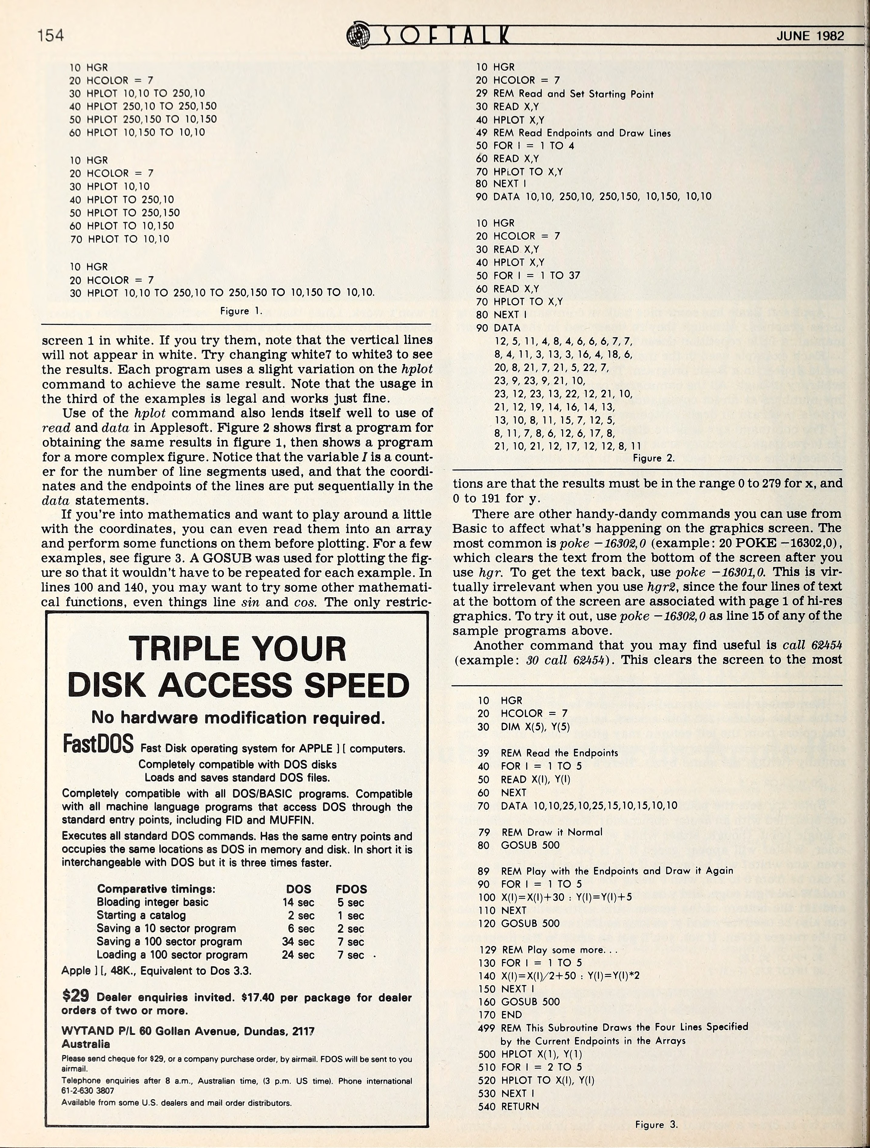 154
SOFTALK
JUNE 1982
10 HGR
20 HCOLOR = 7
30 HPLOT 10,10 TO 250,10
40 HPLOT 250,10 TO 250,150
50 HPLOT 250,150 TO 10,150
60 HPLOT 10,150 TO 10,10
10 HGR
20 HCOLOR = 7
30 HPLOT 10,10
40 HPLOT TO 250,10
50 HPLOT TO 250,150
60 HPLOT TO 10,150
70 HPLOT TO 10,10
10 HGR
20 HCOLOR = 7
30 HPLOT 10,10 TO 250,10 TO 250,150 TO 10,150 TO 10,10.
Figure 1.
screen 1 in white. If you try them, note that the vertical lines
will not appear in white. Try changing white7 to white3 to see
the results. Each program uses a slight variation on the hplot
command to achieve the same result. Note that the usage in
the third of the examples is legal and works just fine.
Use of the hplot command also lends itself well to use of
read and data in Applesoft. Figure 2 shows first a program for
obtaining the same results in figure 1, then shows a program
for a more complex figure. Notice that the variable I is a count-
er for the number of line segments used, and that the coordi-
nates and the endpoints of the lines are put sequentially in the
data statements.
If you're into mathematics and want to play around a little
with the coordinates, you can even read them into an array
and perform some functions on them before plotting. For a few
examples, see figure 3. A GOSUB was used for plotting the fig-
ure so that it wouldn't have to be repeated for each example. In
lines 100 and 140, you may want to try some other mathemati-
cal functions, even things line sin and cos. The only restric-
TRIPLE YOUR
DISK ACCESS SPEED
No hardware modification required.
FastDOS Fast Disk operating system for APPLE ] [ computers.
Completely compatible with DOS disks
Loads and saves standard DOS files.
Completely compatible with all DOS/BASIC programs. Compatible
with all machine language programs that access DOS through the
standard entry points, including FID and MUFFIN.
Executes all standard DOS commands. Has the same entry points and
occupies the same locations as DOS in memory and disk. In short it is
interchangeable with DOS but it is three times faster.
Comparative timings: DOS FDOS
Bloading integer basic 14 sec 5 sec
Starting a catalog 2 sec 1 sec
Saving a 10 sector program 6 sec 2 sec
Saving a 100 sector program 34 sec 7 sec
Loading a 100 sector program 24 sec 7 sec
Apple ] [, 48K., Equivalent to Dos 3.3.
$29 Dealer enquiries invited. $17.40 per package for dealer
orders of two or more.
WYTAND P/L 60 Gollan Avenue, Dundas, 2117
Australia
Please send cheque for $29, or a company purchase order, by airmail. FDOS will be sent to you
airmail.
Telephone enquiries after 8 a.m., Australian time, (3 p.m. US time). Phone international
61-2-630 3807
Available from some U.S. dealers and mail order distributors.
10 HGR
20 HCOLOR = 7
29 REM Read and Set Starting Point
30 READ X,Y
40 HPLOT X,Y
49 REM Read Endpoints and Draw Lines
50 FOR I = 1 TO 4
60 READ X,Y
70 HPLOT TO X,Y
80 NEXT I
90 DATA 10,10, 250,10, 250,150, 10,150, 10,10
10 HGR
20 HCOLOR = 7
30 READ X,Y
40 HPLOT X,Y
50 FOR I = 1 TO 37
60 READ X,Y
70 HPLOT TO X,Y
80 NEXT I
90 DATA
12, 5, 11, 4, 8, 4, 6, 6, 6, 7, 7,
8, 4, 11, 3, 13, 3, 16, 4, 18, 6,
20, 8, 21, 7, 21, 5, 22, 7,
23, 9, 23, 9, 21, 10,
23, 12, 23, 13, 22, 12, 21, 10,
21, 12, 19, 14, 16, 14, 13,
13, 10, 8, 11, 15, 7, 12, 5,
8, 11, 7, 8, 6, 12, 6, 17, 8,
21, 10, 21, 12, 17, 12, 12, 8, 11
Figure 2.
tions are that the results must be in the range 0 to 279 for x, and
0 to 191 for y.
There are other handy-dandy commands you can use from
Basic to affect what's happening on the graphics screen. The
most common is poke −16302,0 (example: 20 POKE −16302,0),
which clears the text from the bottom of the screen after you
use hgr. To get the text back, use poke −16301,0. This is vir-
tually irrelevant when you use hgr2, since the four lines of text
at the bottom of the screen are associated with page 1 of hi-res
graphics. To try it out, use poke −16302,0 as line 15 of any of the
sample programs above.
Another command that you may find useful is call 62454
(example: 30 call 62454). This clears the screen to the most
10 HGR
20 HCOLOR = 7
30 DIM X(5), Y(5)
39 REM Read the Endpoints
40 FOR I = 1 TO 5
50 READ X(I), Y(I)
60 NEXT
70 DATA 10,10,25,10,25,15,10,15,10,10
79 REM Draw it Normal
80 GOSUB 500
89 REM Play with the Endpoints and Draw it Again
90 FOR I = 1 TO 5
100 X(I)=X(I)+30 : Y(I)=Y(I)+5
110 NEXT
120 GOSUB 500
129 REM Play some more. . .
130 FOR I = 1 TO 5
140 X(I)=X(I)/2+50 : Y(I)=Y(I)*2
150 NEXT I
160 GOSUB 500
170 END
499 REM This Subroutine Draws the Four Lines Specified
by the Current Endpoints in the Arrays
500 HPLOT X(1), Y(1)
510 FOR I = 2 TO 5
520 HPLOT TO X(I), Y(I)
530 NEXT I
540 RETURN
Figure 3.